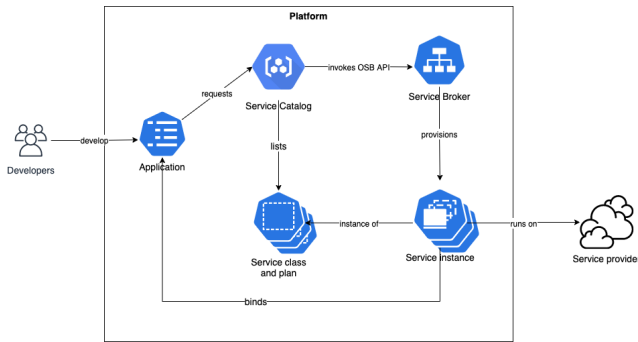 Platform
requests
invokes OSB API
Service Catalog
Service Broker
develop
Developers
Application
lists
provisions
instance of
runs on
Service class
and plan
Service instance
Service provide
binds